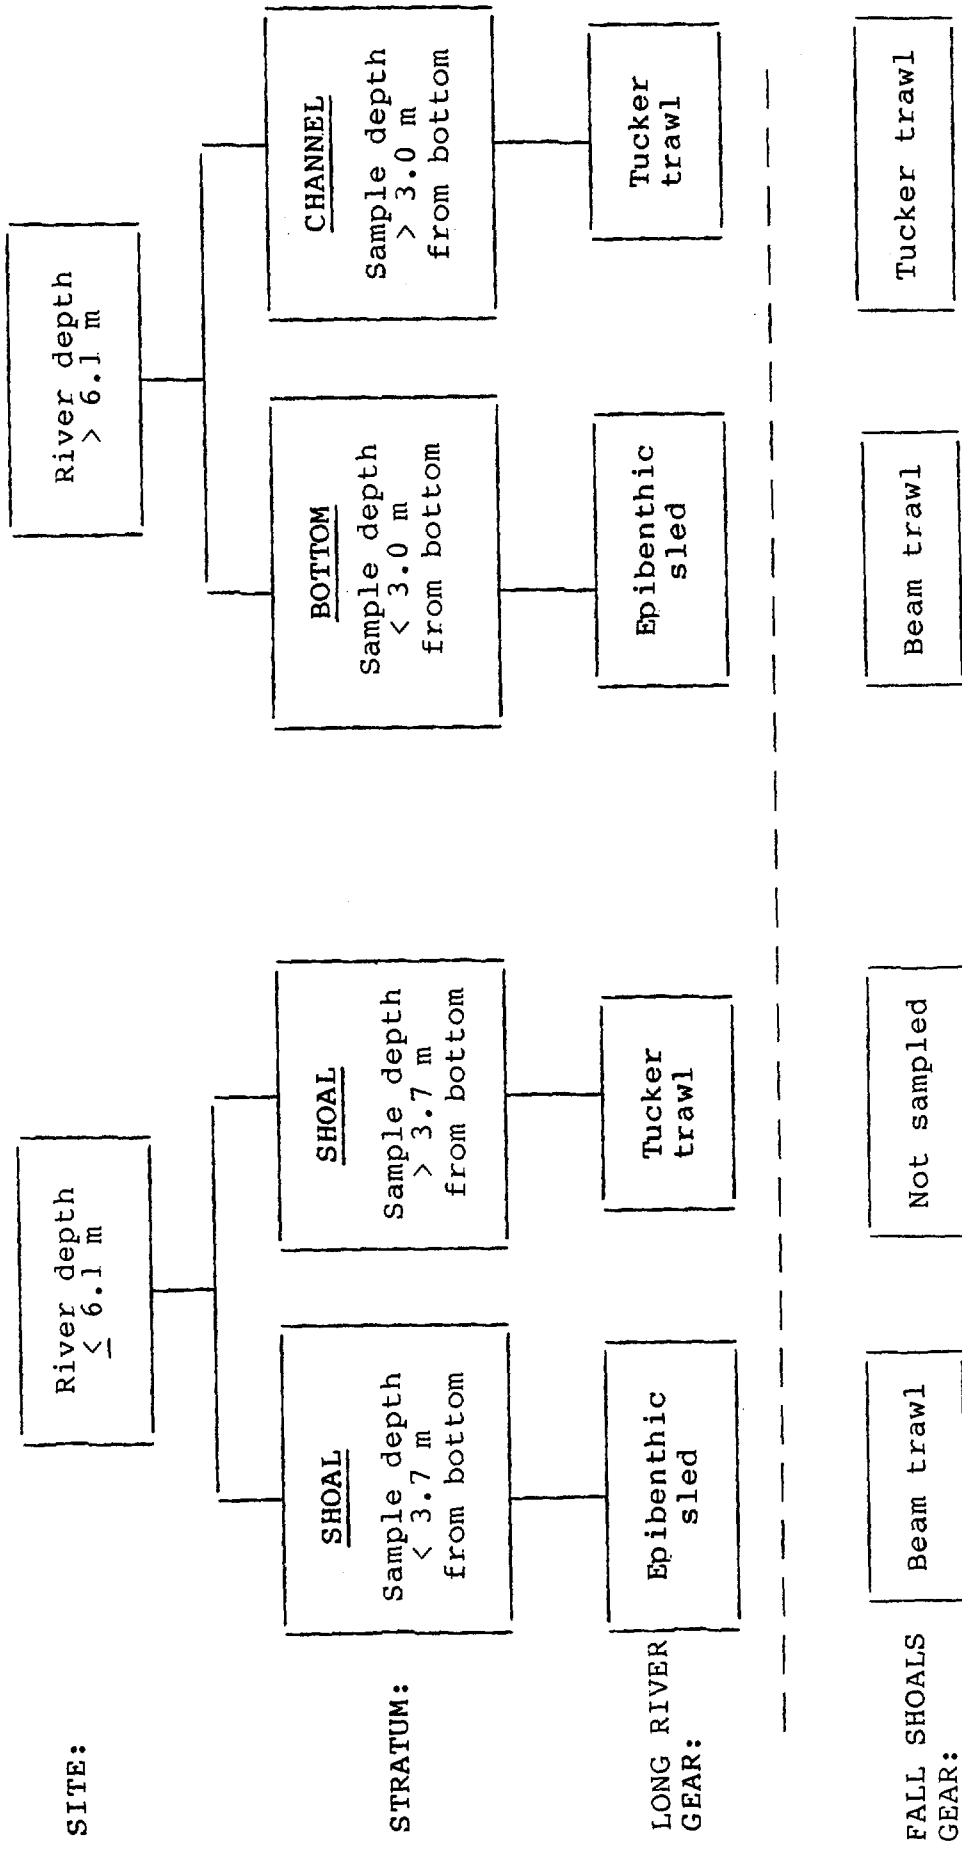 SITE:
River depth
≤ 6.1 m
River depth
> 6.1 m
STRATUM:
SHOAL
Sample depth
< 3.7 m
from bottom
SHOAL
Sample depth
> 3.7 m
from bottom
BOTTOM
Sample depth
< 3.0 m
from bottom
CHANNEL
Sample depth
> 3.0 m
from bottom
LONG RIVER
GEAR:
Epibenthic
sled
Tucker
trawl
Epibenthic
sled
Tucker
trawl
FALL SHOALS
GEAR:
Beam trawl
Not sampled
Beam trawl
Tucker trawl